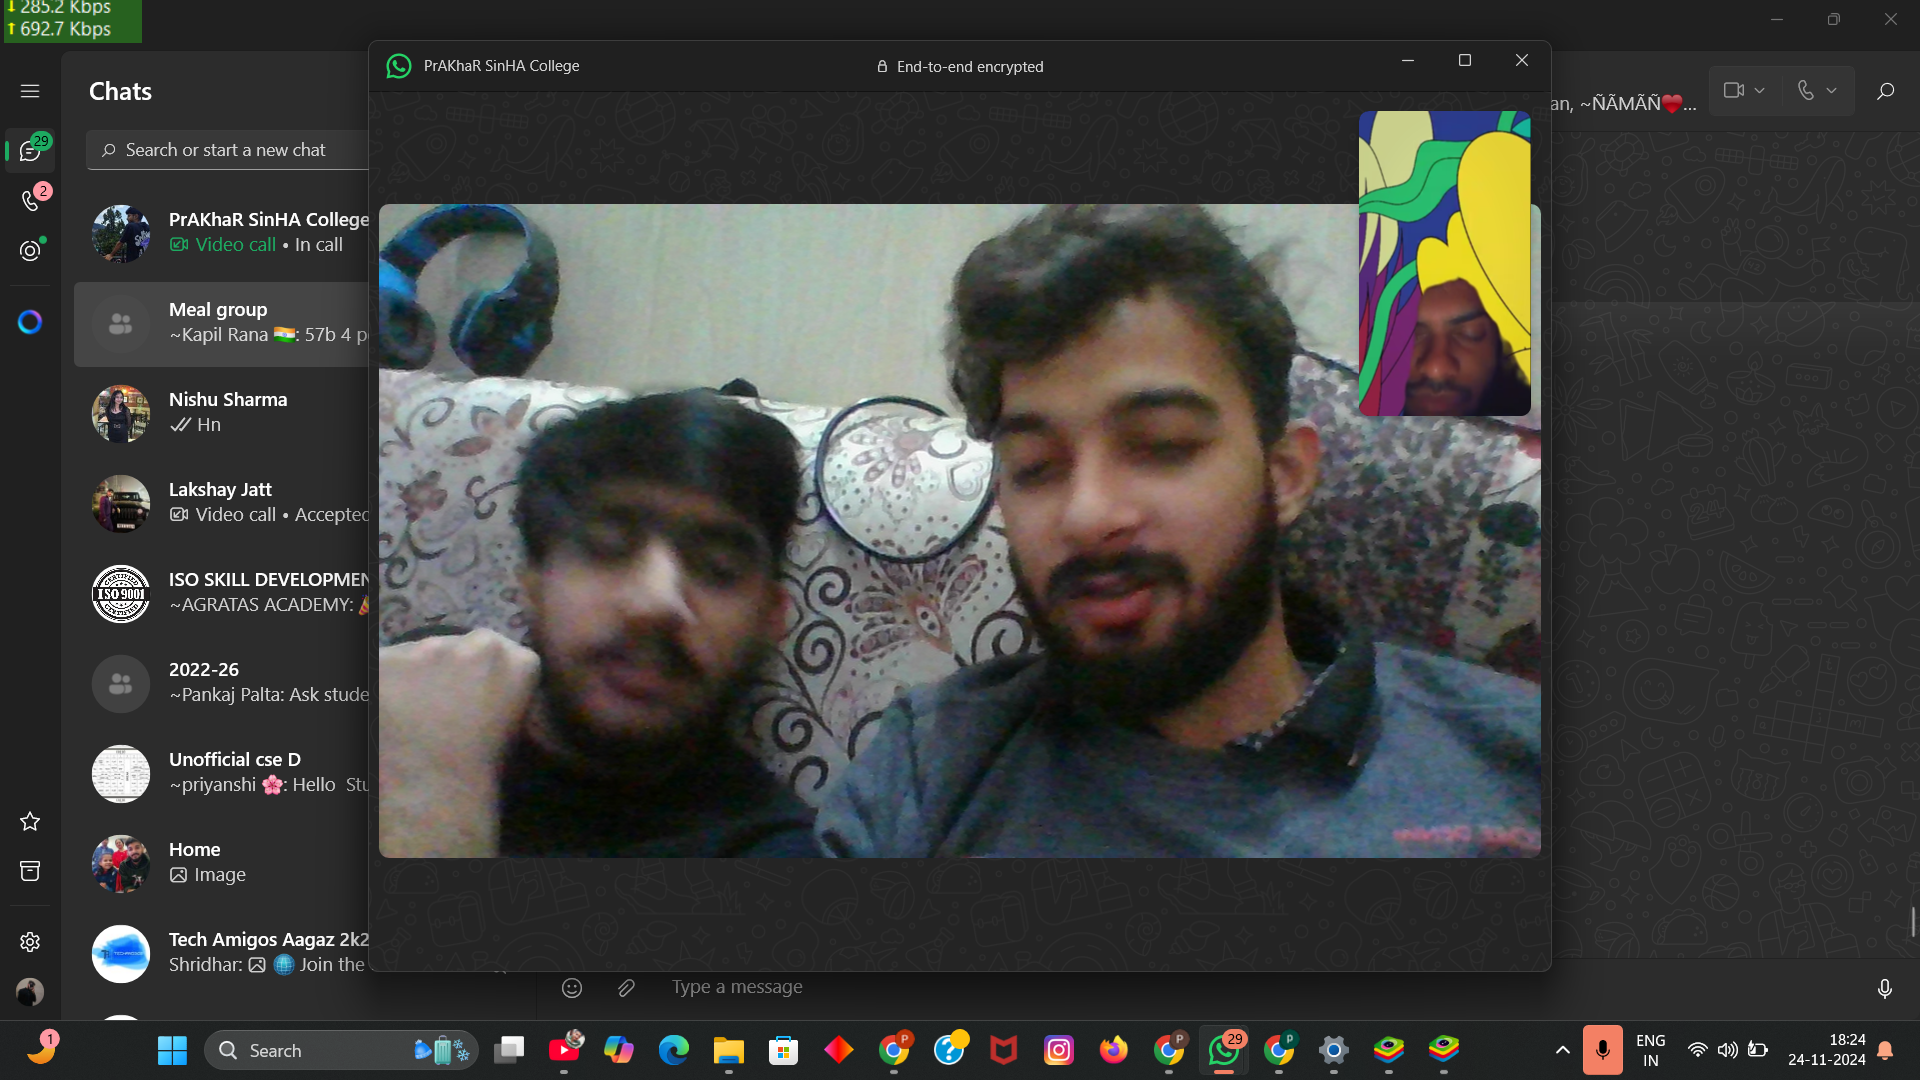 ↓ 285.2 Kbps
↑ 692.7 Kbps
PrAKhaR SinHA College
End-to-end encrypted
an, ~ÑÃMÃÑ❤️...
Chats
29
Search or start a new chat
2
PrAKhaR SinHA College
Video call • In call
Meal group
~Kapil Rana 🇮🇳: 57b 4 p
Nishu Sharma
Hn
Lakshay Jatt
Video call • Accepted
ISO 9001
ISO SKILL DEVELOPMEN
~AGRATAS ACADEMY:
2022-26
~Pankaj Palta: Ask stude
Unofficial cse D
~priyanshi 🌸: Hello Stu
Home
Image
Tech Amigos Aagaz 2k2
Shridhar: 🌐 Join the
Type a message
1
Search
P
P
29
P
ENG
IN
18:24
24-11-2024